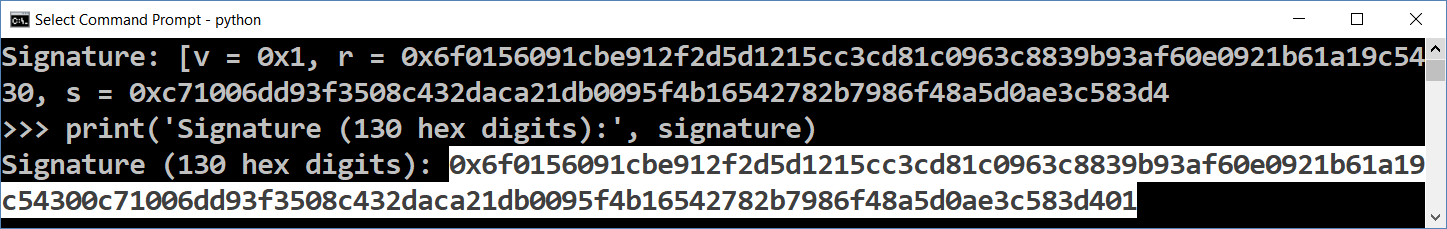 Select Command Prompt - python
Signature: [v = 0x1, r = 0x6f0156091cbe912f2d5d1215cc3cd81c0963c8839b93af60e0921b61a19c54
30, s = 0xc71006dd93f3508c432daca21db0095f4b16542782b7986f48a5d0ae3c583d4
>>> print('Signature (130 hex digits):', signature)
Signature (130 hex digits): 0x6f0156091cbe912f2d5d1215cc3cd81c0963c8839b93af60e0921b61a19
c54300c71006dd93f3508c432daca21db0095f4b16542782b7986f48a5d0ae3c583d401